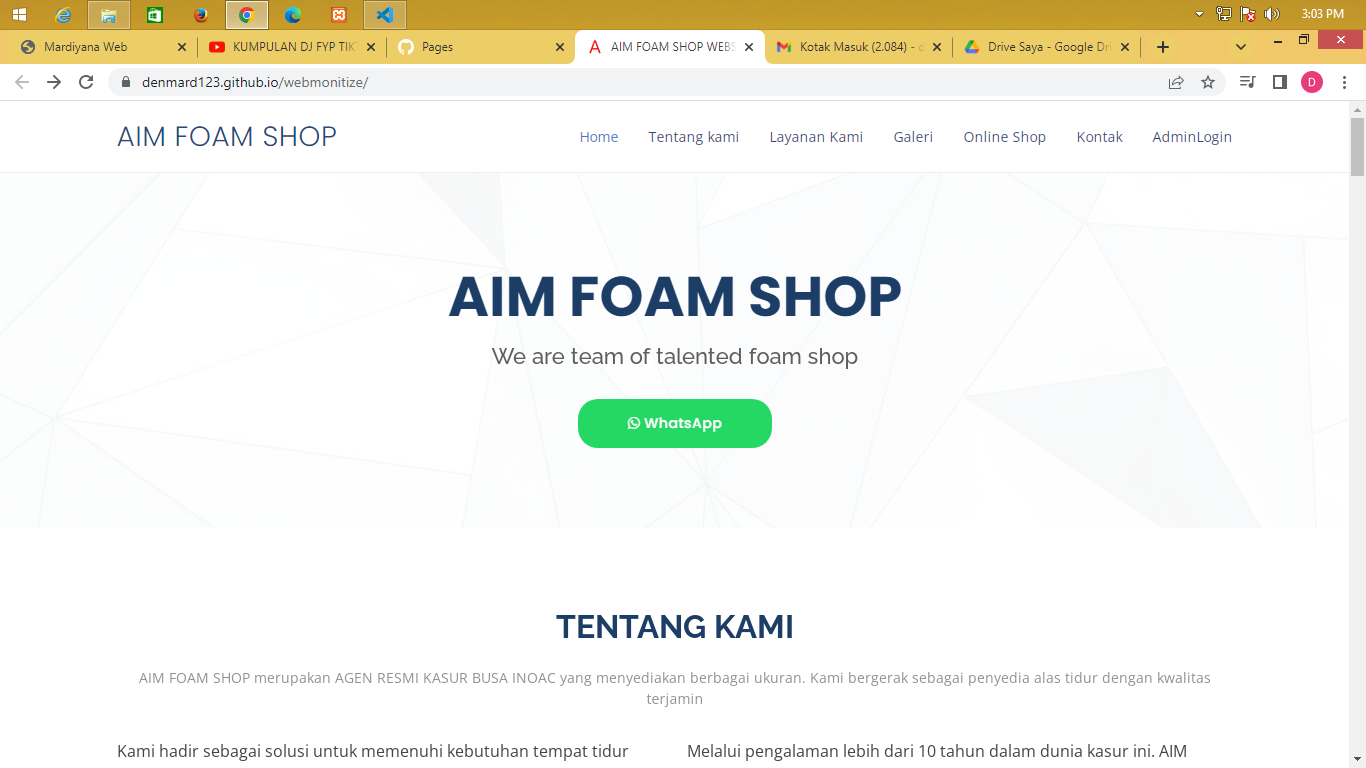 3:03 PM
Mardiyana Web
KUMPULAN DJ FYP TIK
Pages
AIM FOAM SHOP WEBS
Kotak Masuk (2.084) - d
Drive Saya - Google Dri
denmard123.github.io/webmonitize/
D
AIM FOAM SHOP
Home
Tentang kami
Layanan Kami
Galeri
Online Shop
Kontak
AdminLogin
AIM FOAM SHOP
We are team of talented foam shop
WhatsApp
TENTANG KAMI
AIM FOAM SHOP merupakan AGEN RESMI KASUR BUSA INOAC yang menyediakan berbagai ukuran. Kami bergerak sebagai penyedia alas tidur dengan kwalitas
terjamin
Kami hadir sebagai solusi untuk memenuhi kebutuhan tempat tidur
Melalui pengalaman lebih dari 10 tahun dalam dunia kasur ini. AIM